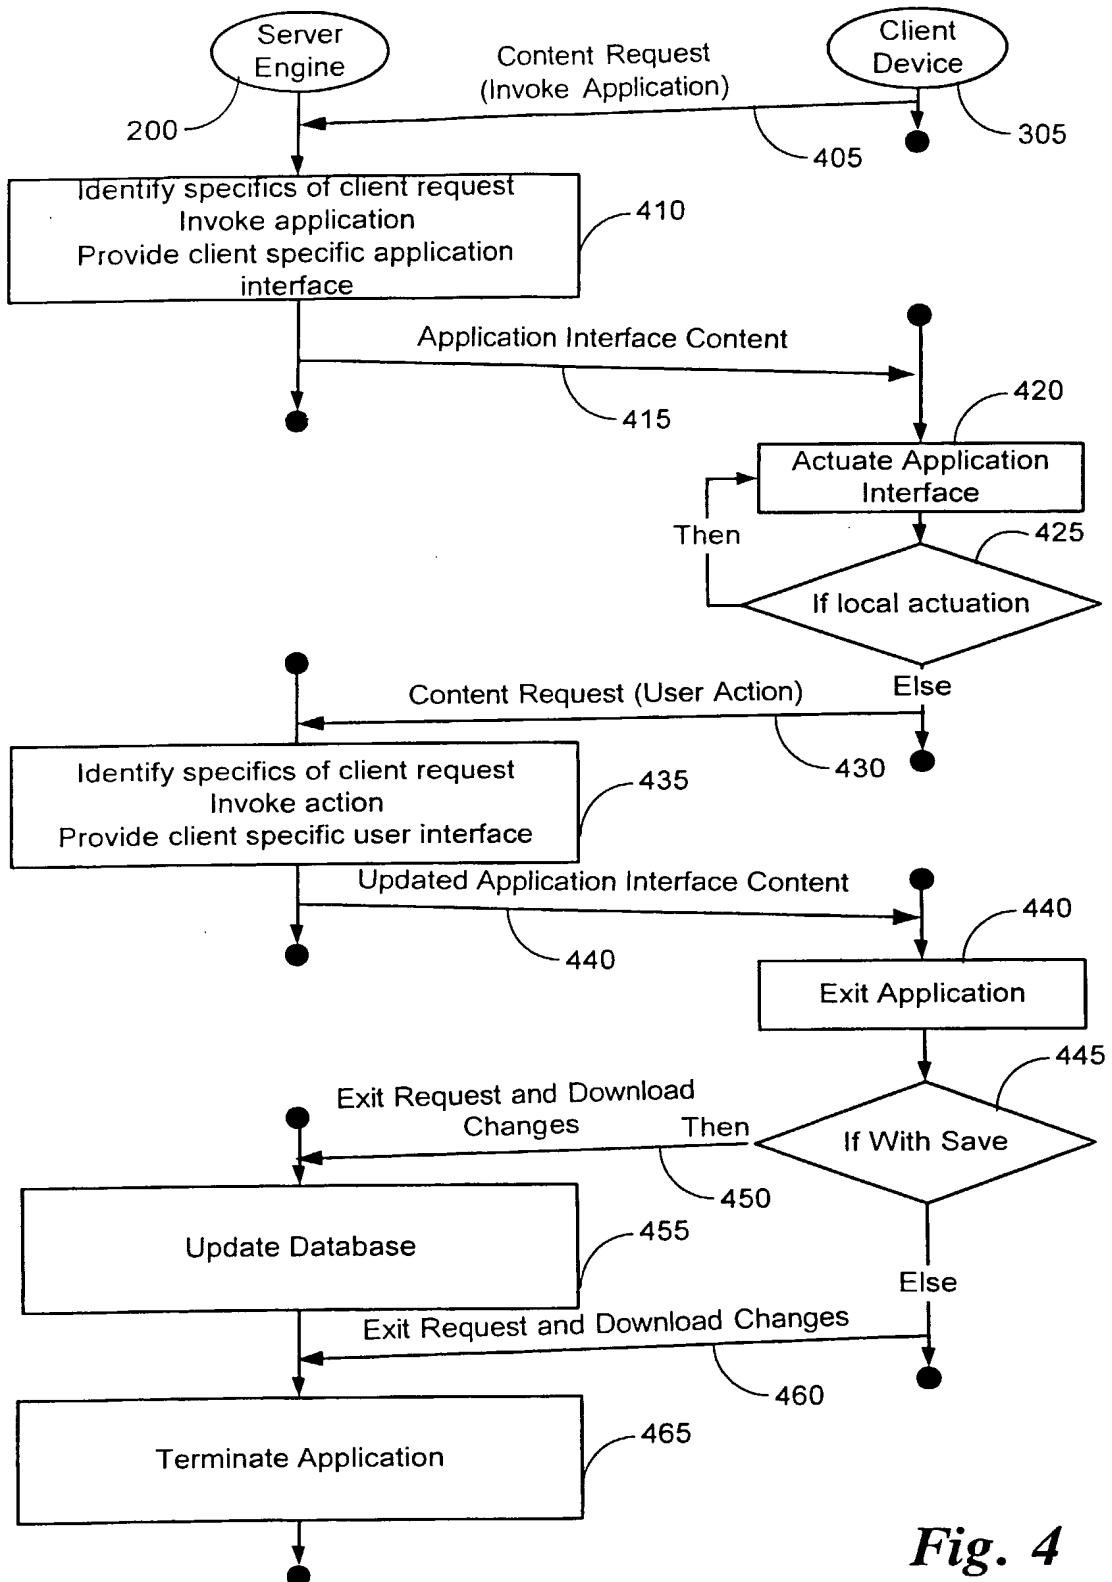 Server
Engine
Client
Device
Content Request
(Invoke Application)
200
405
305
Identify specifics of client request
Invoke application
Provide client specific application
interface
410
Application Interface Content
415
420
Actuate Application
Interface
Then
425
If local actuation
Else
Content Request (User Action)
430
Identify specifics of client request
Invoke action
Provide client specific user interface
435
Updated Application Interface Content
440
440
Exit Application
445
Exit Request and Download
Changes
Then
If With Save
450
455
Update Database
Else
Exit Request and Download Changes
460
465
Terminate Application
Fig. 4